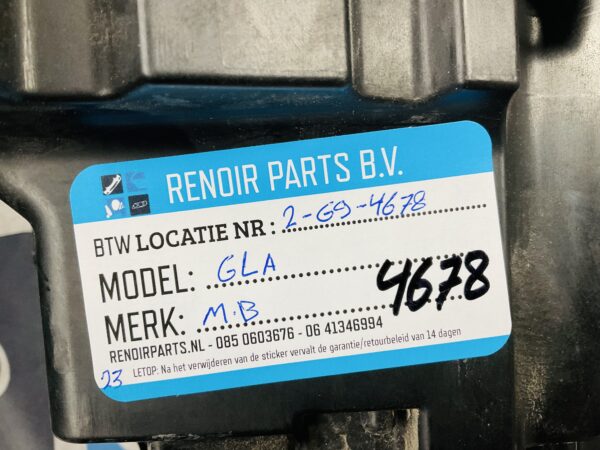 RENOIR PARTS B.V.
BTW LOCATIE NR: 2-G9-4678
MODEL: GLA
MERK: M.B 4678
RENOIRPARTS.NL - 085 0603676 - 06 41346994
23 LETOP: Na het verwijderen van de sticker vervalt de garantie/retourbeleid van 14 dagen